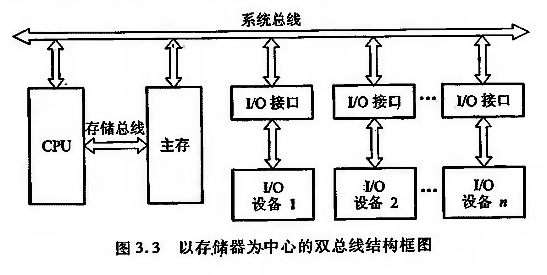 系统总线
存储总线
CPU
主存
I/O 接口
I/O 接口
···
I/O 接口
I/O
设备 1
I/O
设备 2
···
I/O
设备 n
图 3.3 以存储器为中心的双总线结构框图